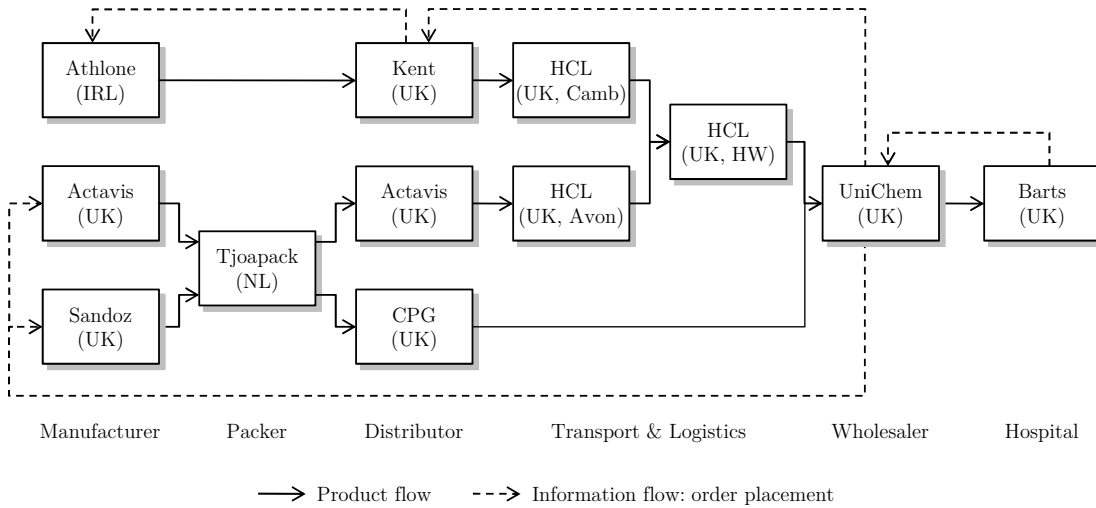 Athlone
(IRL)
Kent
(UK)
HCL
(UK, Camb)
HCL
(UK, HW)
Actavis
(UK)
Actavis
(UK)
HCL
(UK, Avon)
UniChem
(UK)
Barts
(UK)
Tjoapack
(NL)
Sandoz
(UK)
CPG
(UK)
Manufacturer
Packer
Distributor
Transport & Logistics
Wholesaler
Hospital
Product flow
Information flow: order placement